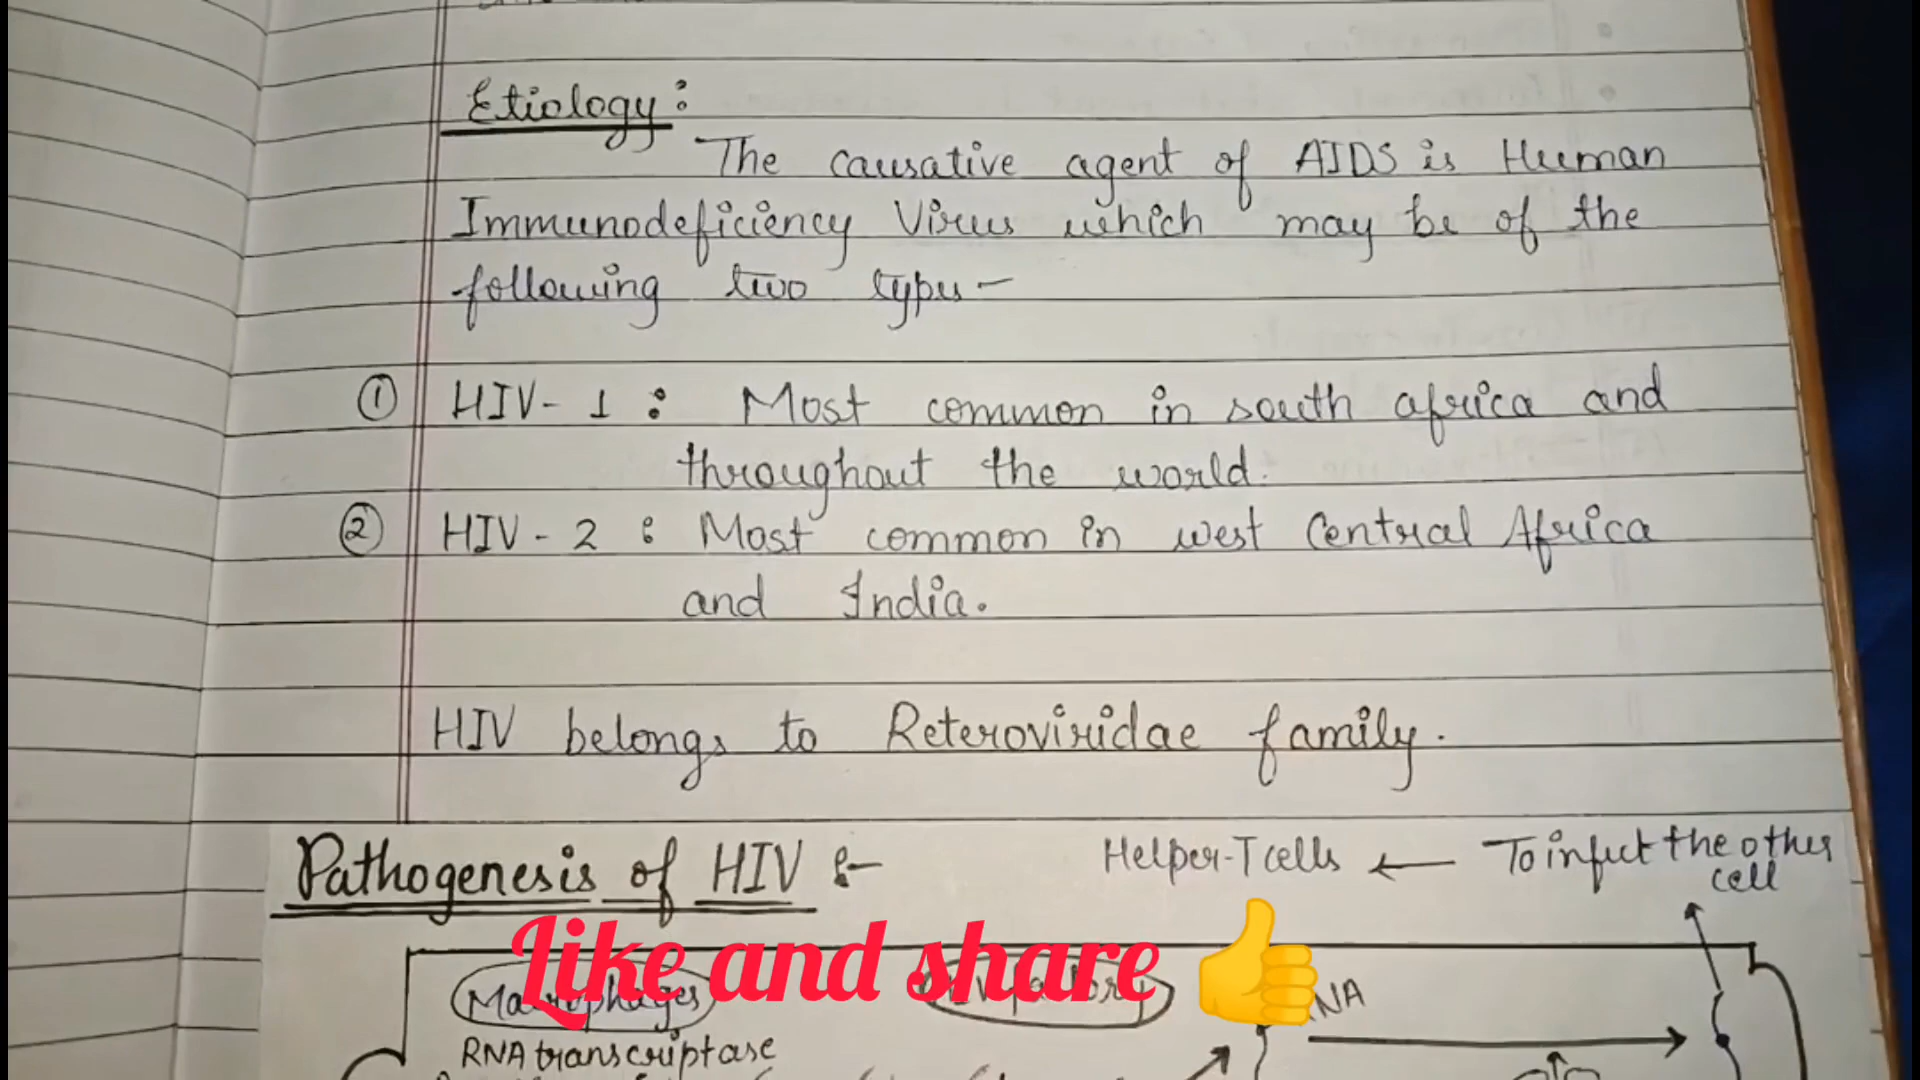 Etiology:
The causative agent of AIDS is Human
Immunodeficiency Virus which may be of the
following two types -
① HIV- 1 : Most common in south africa and
throughout the world.
② HIV - 2 : Most common in west Central Africa
and India.
HIV belongs to Reteroviridae family.
Pathogenesis of HIV :-
Helper-T cells ← To infect the other
cell
Like and share 👍
Macrophages
RNA transcriptase